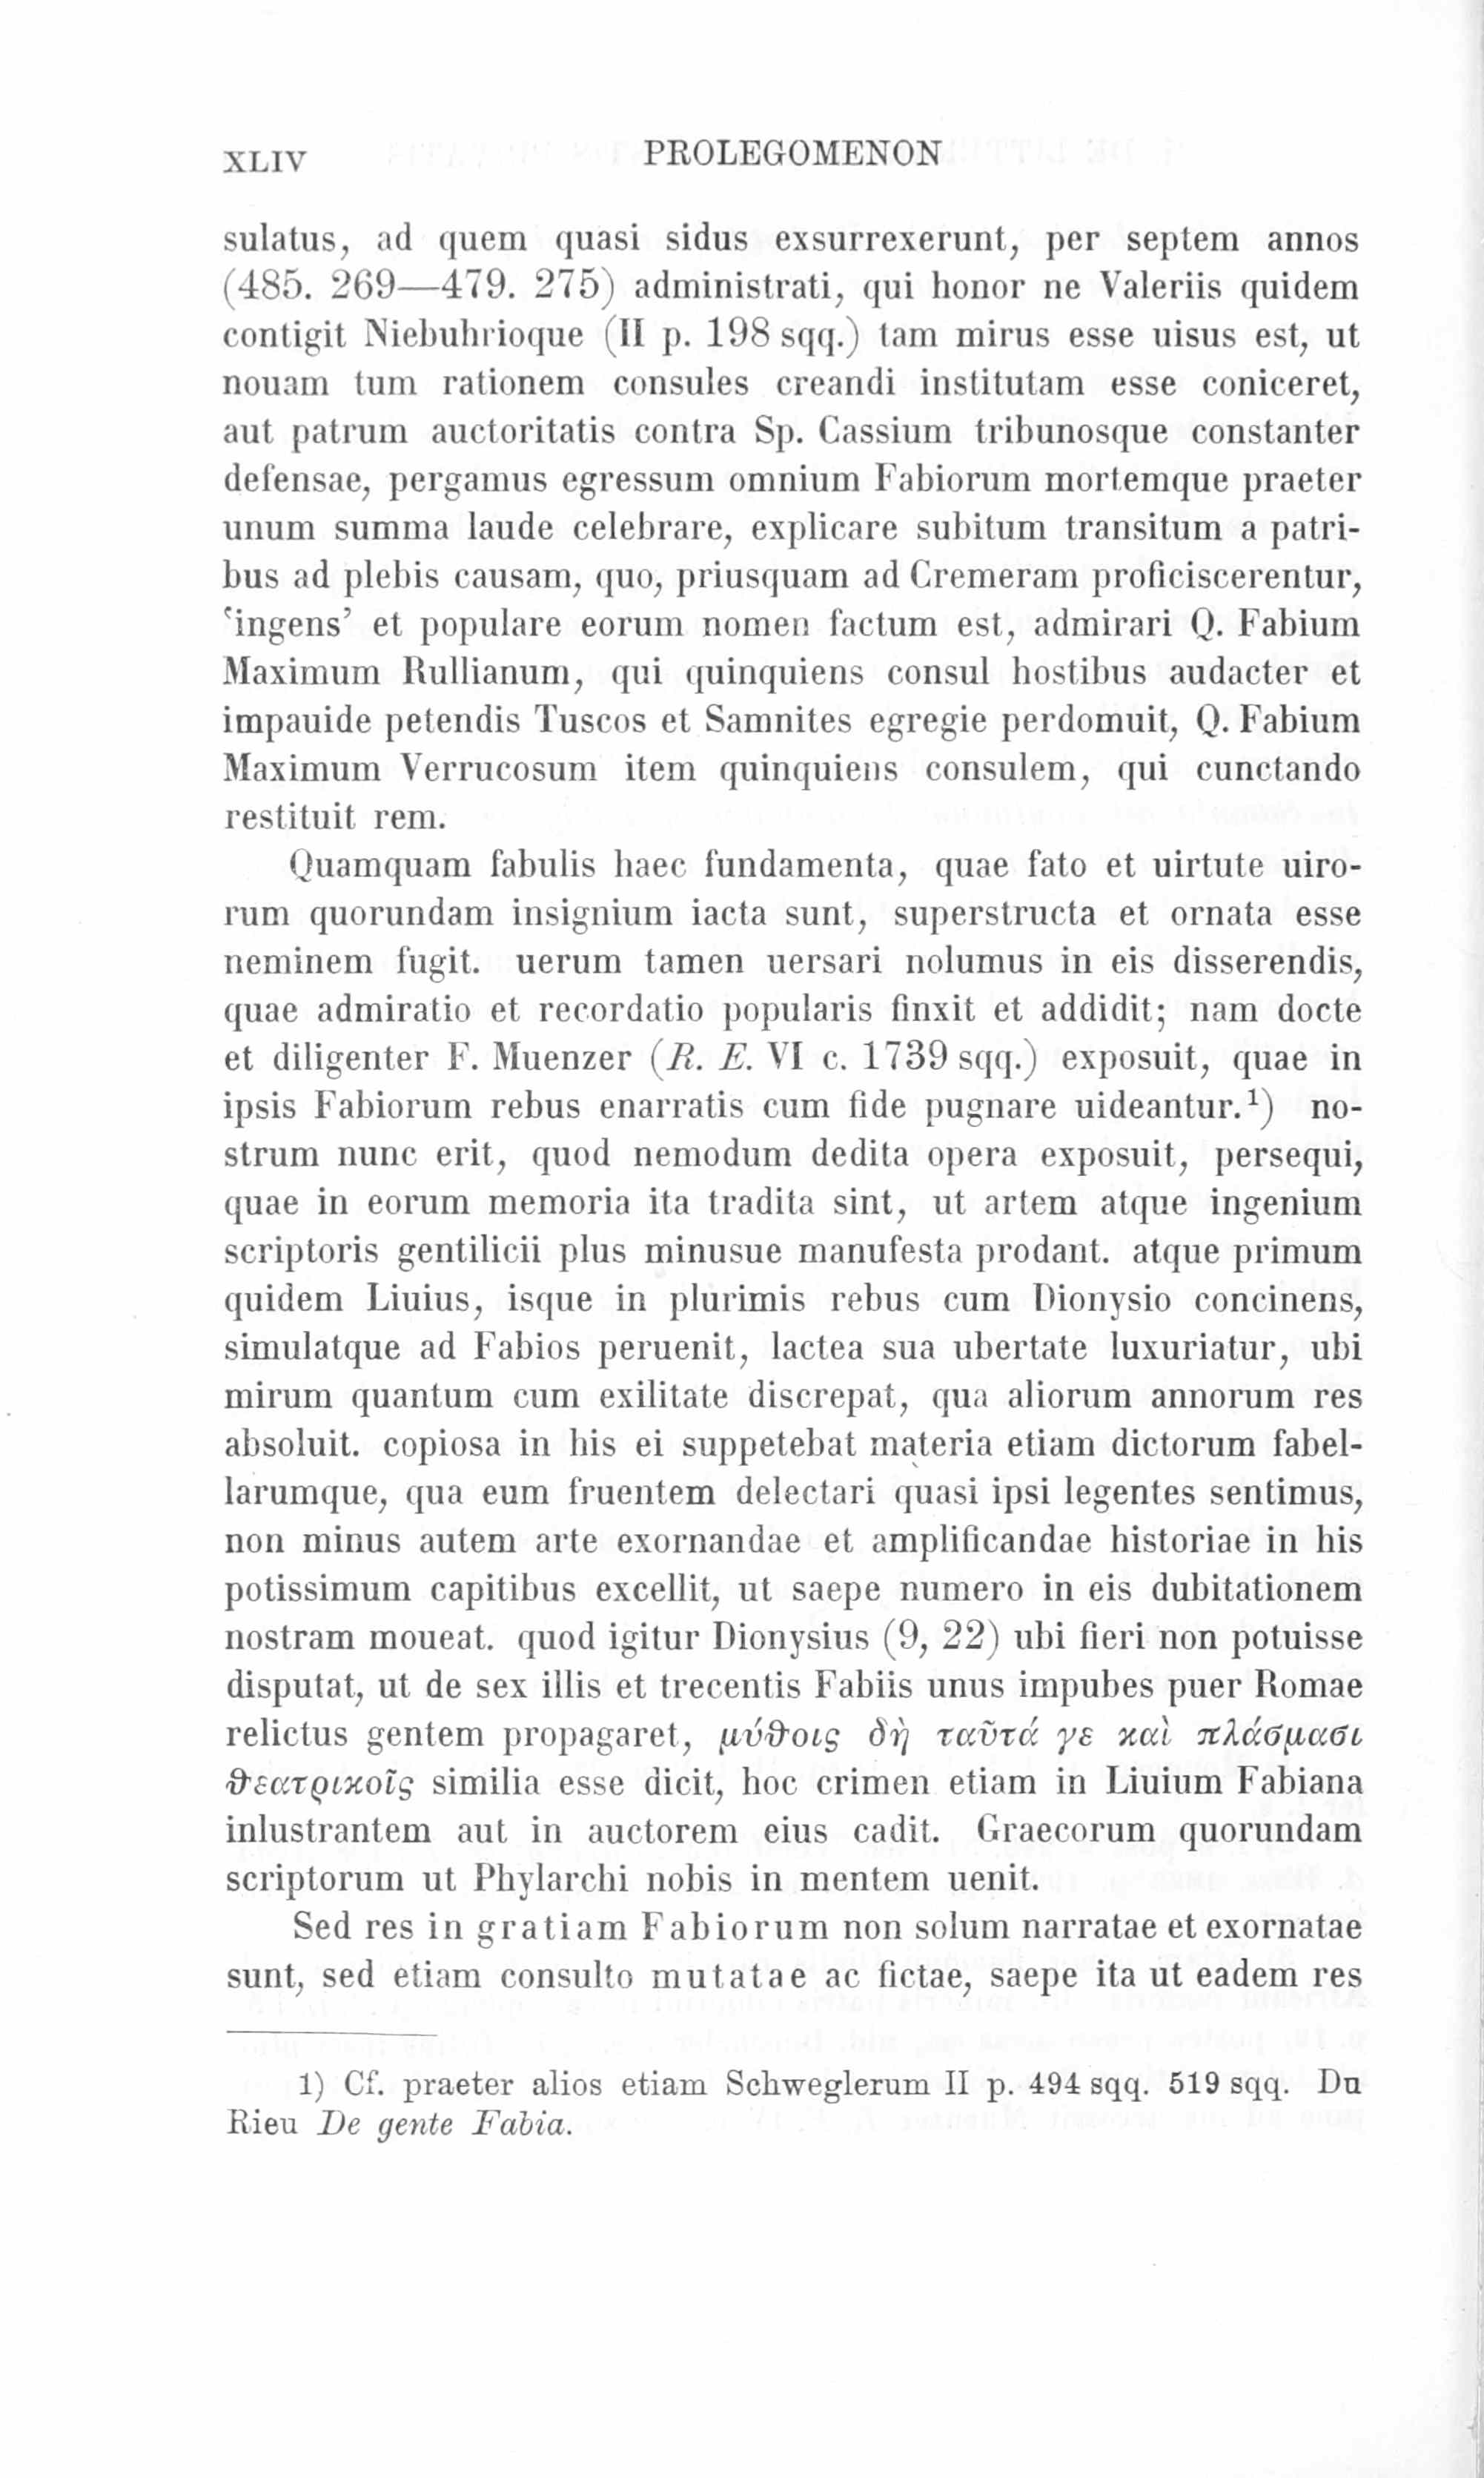 XLIV PROLEGOMENON
sulatus, ad quem quasi sidus exsurrexerunt, per septem annos
(485. 269—479. 275) administrati, qui honor ne Valeriis quidem
contigit Niebuhrioque (II p. 198 sqq.) tam mirus esse uisus est, ut
nouam tum rationem consules creandi institutam esse coniceret,
aut patrum auctoritatis contra Sp. Cassium tribunosque constanter
defensae, pergamus egressum omnium Fabiorum mortemque praeter
unum summa laude celebrare, explicare subitum transitum a patri-
bus ad plebis causam, quo, priusquam ad Cremeram proficiscerentur,
‘ingens’ et populare eorum nomen factum est, admirari Q. Fabium
Maximum Rullianum, qui quinquiens consul hostibus audacter et
impauide petendis Tuscos et Samnites egregie perdomuit, Q. Fabium
Maximum Verrucosum item quinquiens consulem, qui cunctando
restituit rem.
Quamquam fabulis haec fundamenta, quae fato et uirtute uiro-
rum quorundam insignium iacta sunt, superstructa et ornata esse
neminem fugit. uerum tamen uersari nolumus in eis disserendis,
quae admiratio et recordatio popularis finxit et addidit; nam docte
et diligenter F. Muenzer (R. E. VI c. 1739 sqq.) exposuit, quae in
ipsis Fabiorum rebus enarratis cum fide pugnare uideantur.¹) no-
strum nunc erit, quod nemodum dedita opera exposuit, persequi,
quae in eorum memoria ita tradita sint, ut artem atque ingenium
scriptoris gentilicii plus minusue manufesta prodant. atque primum
quidem Liuius, isque in plurimis rebus cum Dionysio concinens,
simulatque ad Fabios peruenit, lactea sua ubertate luxuriatur, ubi
mirum quantum cum exilitate discrepat, qua aliorum annorum res
absoluit. copiosa in his ei suppetebat materia etiam dictorum fabel-
larumque, qua eum fruentem delectari quasi ipsi legentes sentimus,
non minus autem arte exornandae et amplificandae historiae in his
potissimum capitibus excellit, ut saepe numero in eis dubitationem
nostram moueat. quod igitur Dionysius (9, 22) ubi fieri non potuisse
disputat, ut de sex illis et trecentis Fabiis unus impubes puer Romae
relictus gentem propagaret, μύθοις δὴ ταῦτά γε καὶ πλάσμασι
θεατρικοῖς similia esse dicit, hoc crimen etiam in Liuium Fabiana
inlustrantem aut in auctorem eius cadit. Graecorum quorundam
scriptorum ut Phylarchi nobis in mentem uenit.
Sed res in gratiam Fabiorum non solum narratae et exornatae
sunt, sed etiam consulto mutatae ac fictae, saepe ita ut eadem res
1) Cf. praeter alios etiam Schweglerum II p. 494 sqq. 519 sqq. Du
Rieu De gente Fabia.